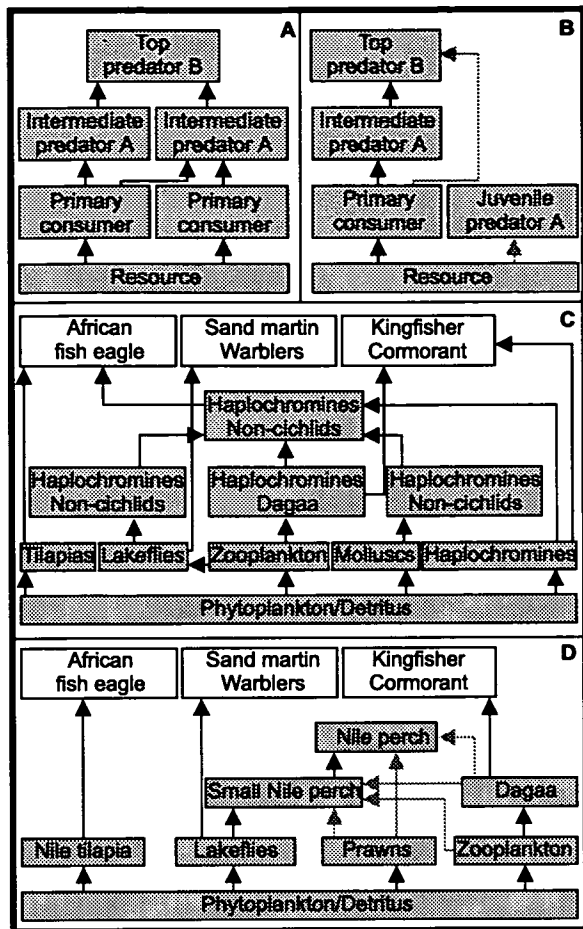 A
Top
predator B
Intermediate
predator A
Intermediate
predator A
Primary
consumer
Primary
consumer
Resource
B
Top
predator B
Intermediate
predator A
Primary
consumer
Juvenile
predator A
Resource
C
African
fish eagle
Sand martin
Warblers
Kingfisher
Cormorant
Haplochromines
Non-cichlids
Haplochromines
Non-cichlids
Haplochromines
Dagaa
Haplochromines
Non-cichlids
Tilapias
Lakeflies
Zooplankton
Molluscs
Haplochromines
Phytoplankton/Detritus
D
African
fish eagle
Sand martin
Warblers
Kingfisher
Cormorant
Nile perch
Small Nile perch
Dagaa
Nile tilapia
Lakeflies
Prawns
Zooplankton
Phytoplankton/Detritus